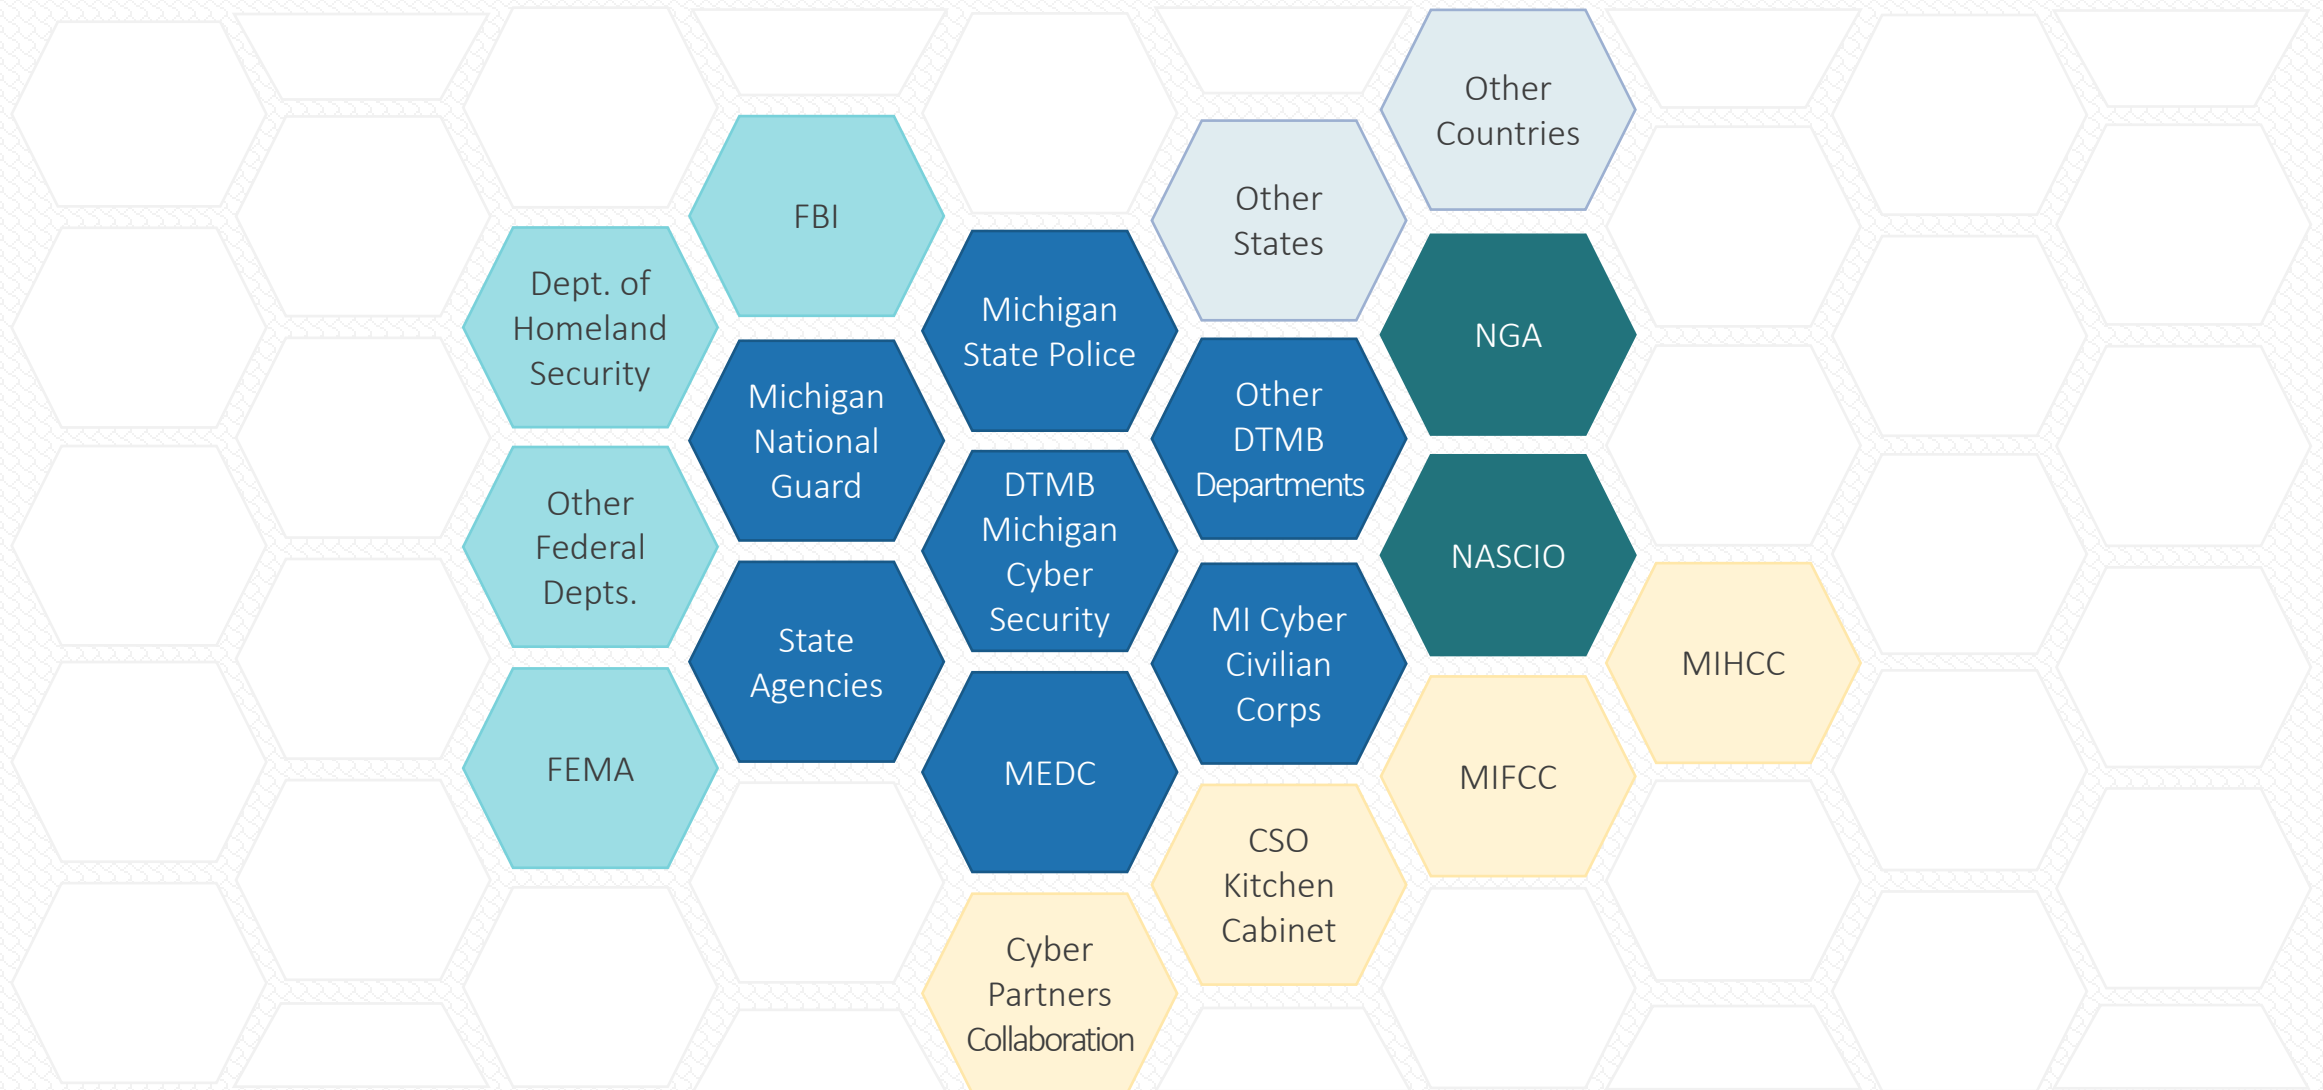 Other
Countries
FBI
Other
States
Dept. of
Homeland
Security
Michigan
State Police
NGA
Michigan
National
Guard
Other
DTMB
Departments
Other
Federal
Depts.
DTMB
Michigan
Cyber
Security
NASCIO
State
Agencies
MI Cyber
Civilian
Corps
MIHCC
FEMA
MEDC
MIFCC
CSO
Kitchen
Cabinet
Cyber
Partners
Collaboration